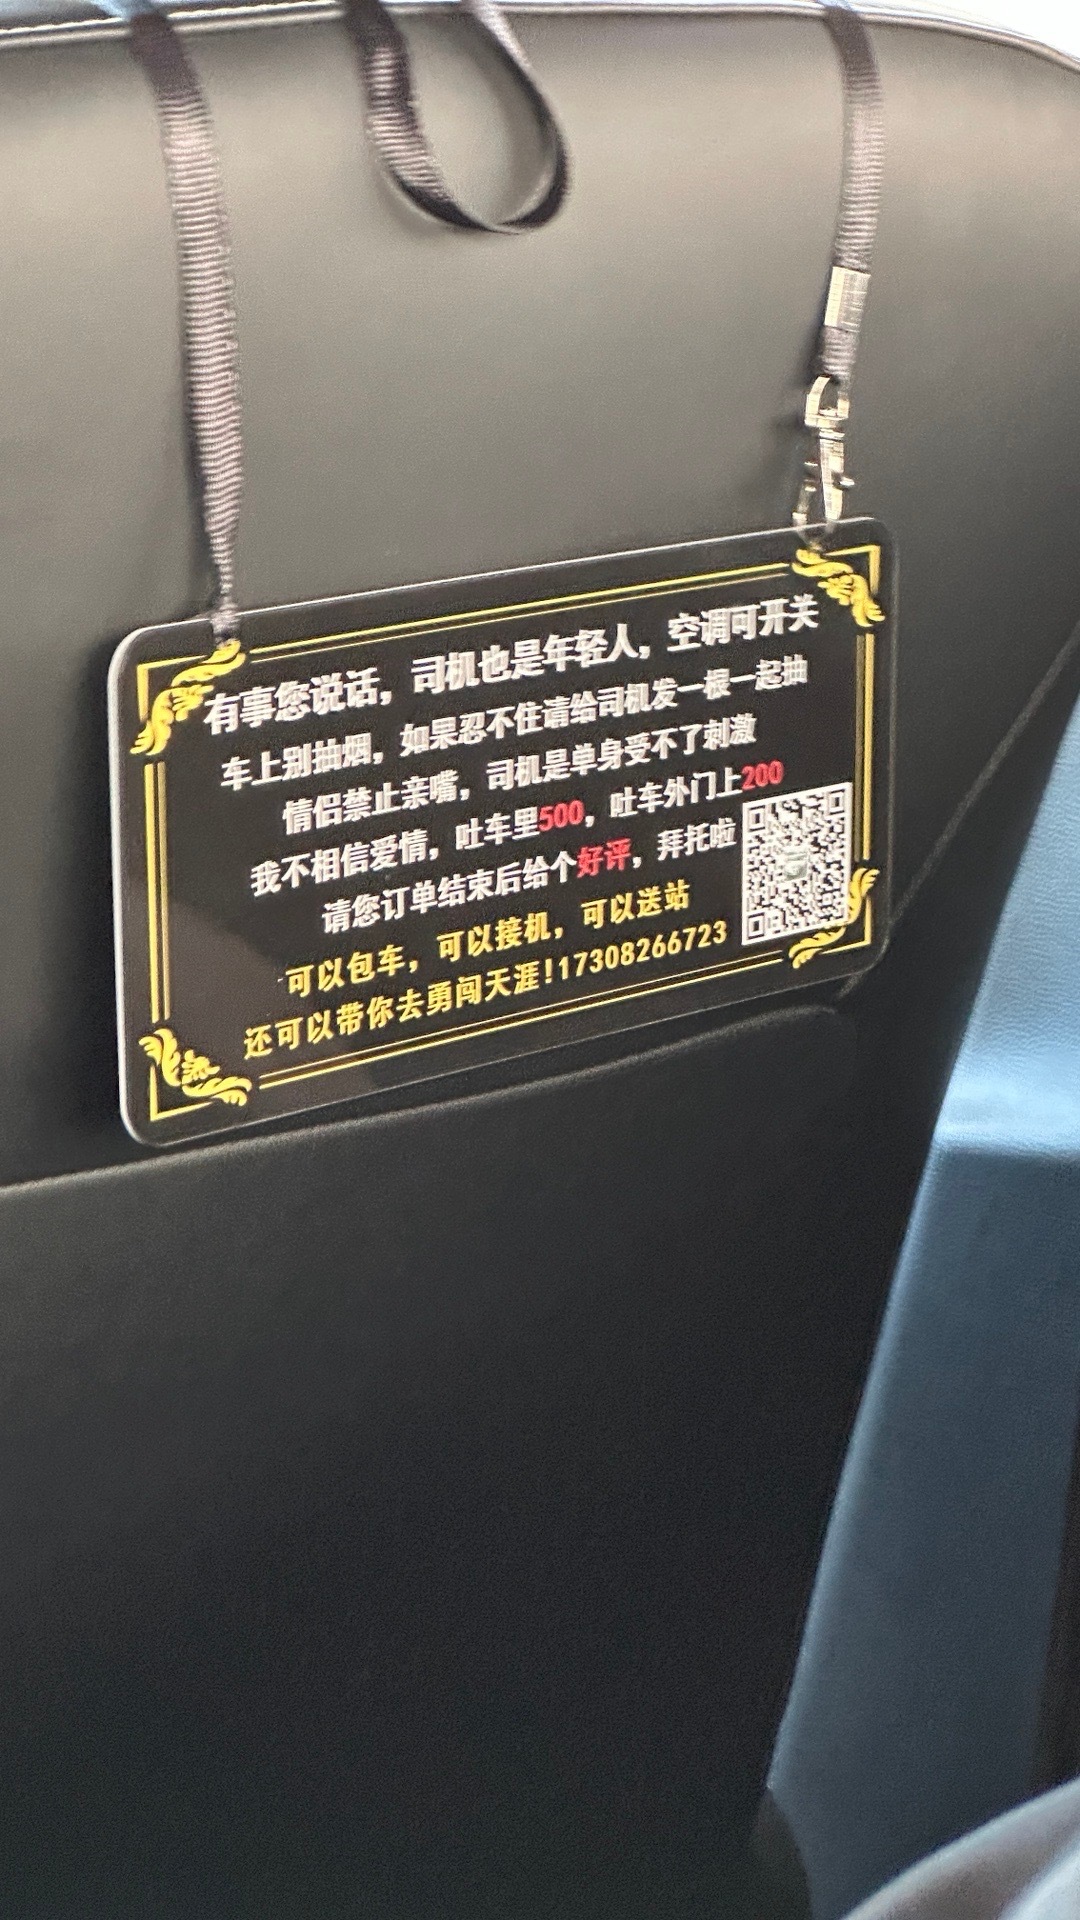 有事您说话，司机也是年轻人，空调可开关
车上别抽烟，如果忍不住请给司机发一根一起抽
情侣禁止亲嘴，司机是单身受不了刺激
我不相信爱情，吐车里500，吐车外门上200
请您订单结束后给个好评，拜托啦
可以包车，可以接机，可以送站
还可以带你去勇闯天涯！17308266723